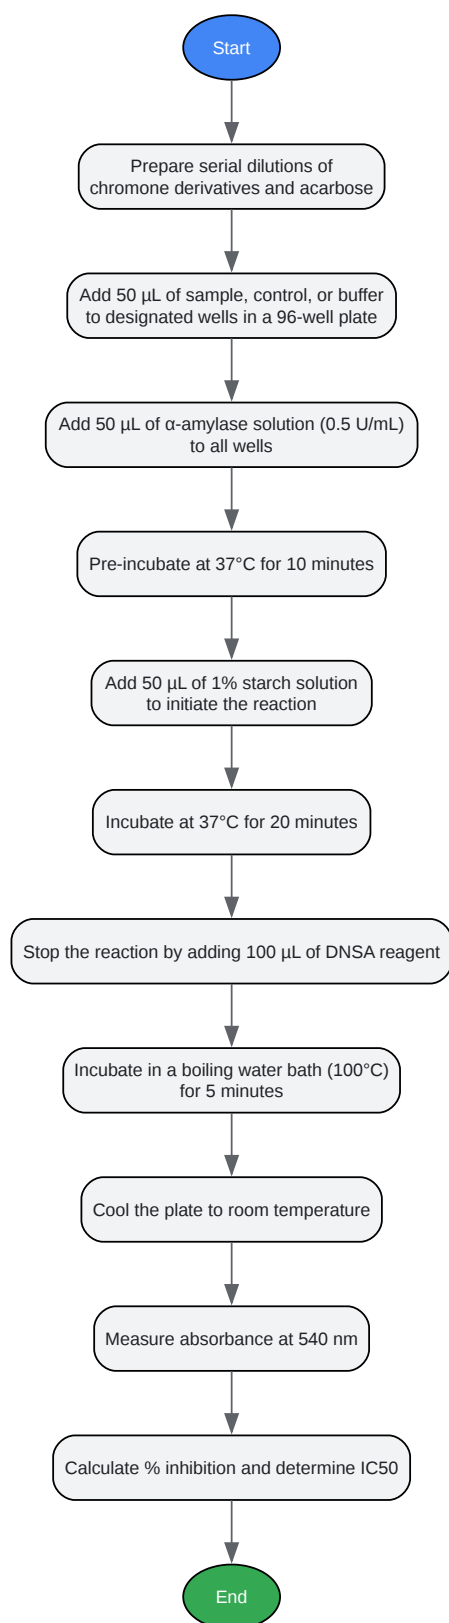 Start
Prepare serial dilutions of
chromone derivatives and acarbose
Add 50 µL of sample, control, or buffer
to designated wells in a 96-well plate
Add 50 µL of α-amylase solution (0.5 U/mL)
to all wells
Pre-incubate at 37°C for 10 minutes
Add 50 µL of 1% starch solution
to initiate the reaction
Incubate at 37°C for 20 minutes
Stop the reaction by adding 100 µL of DNSA reagent
Incubate in a boiling water bath (100°C)
for 5 minutes
Cool the plate to room temperature
Measure absorbance at 540 nm
Calculate % inhibition and determine IC50
End